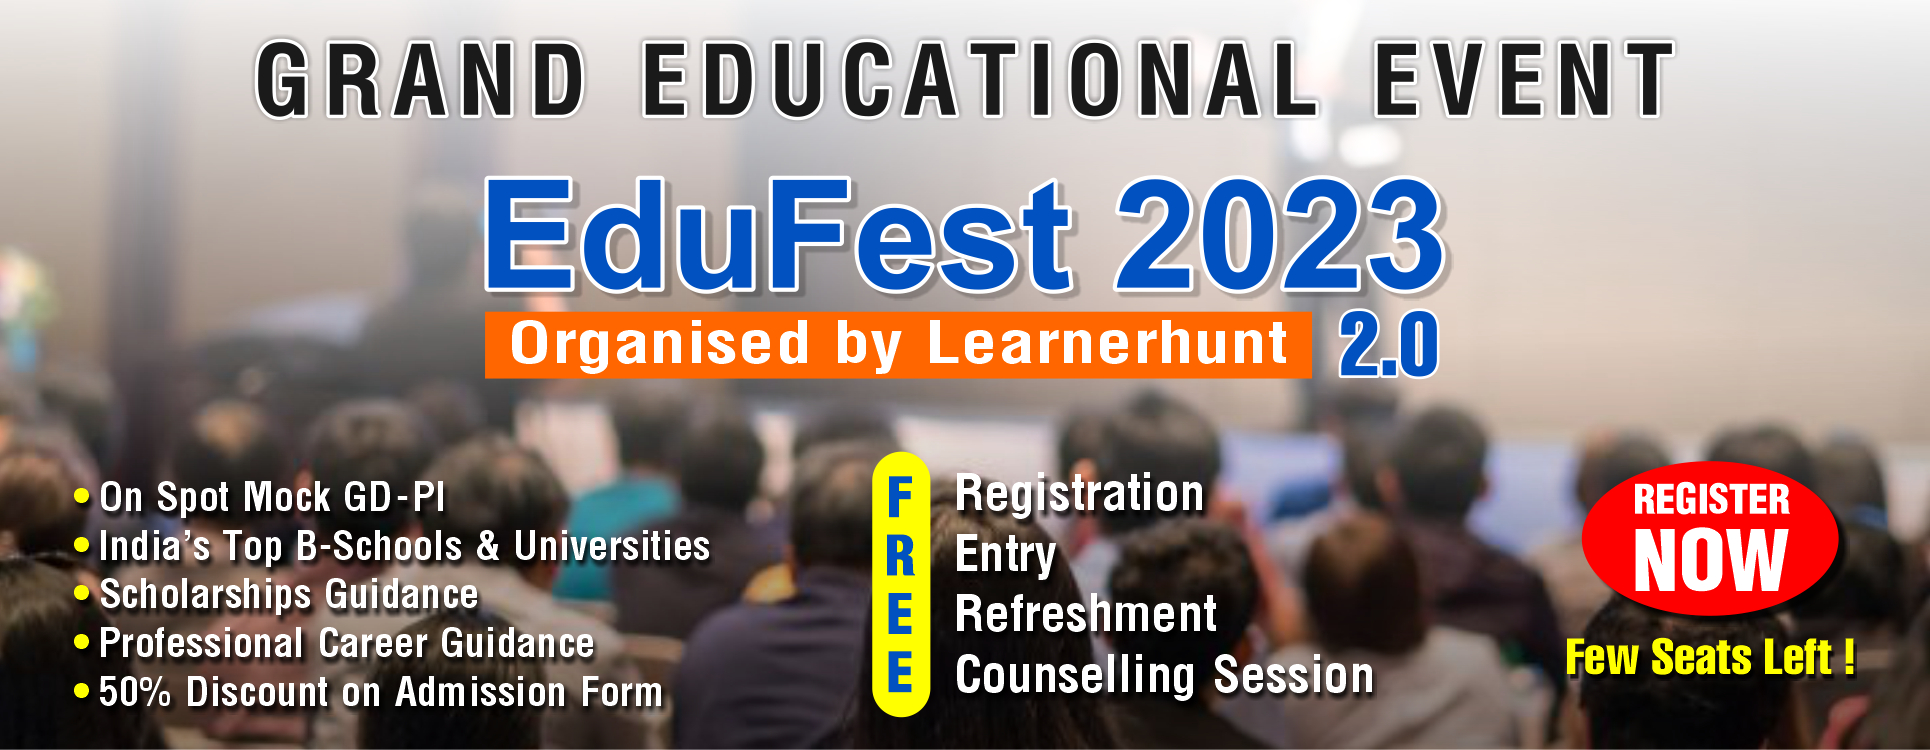 GRAND EDUCATIONAL EVENT
EduFest 2023
Organised by Learnerhunt 2.0
• On Spot Mock GD-PI
• India's Top B-Schools & Universities
• Scholarships Guidance
• Professional Career Guidance
• 50% Discount on Admission Form
FREE
Registration
Entry
Refreshment
Counselling Session
REGISTER
NOW
Few Seats Left !